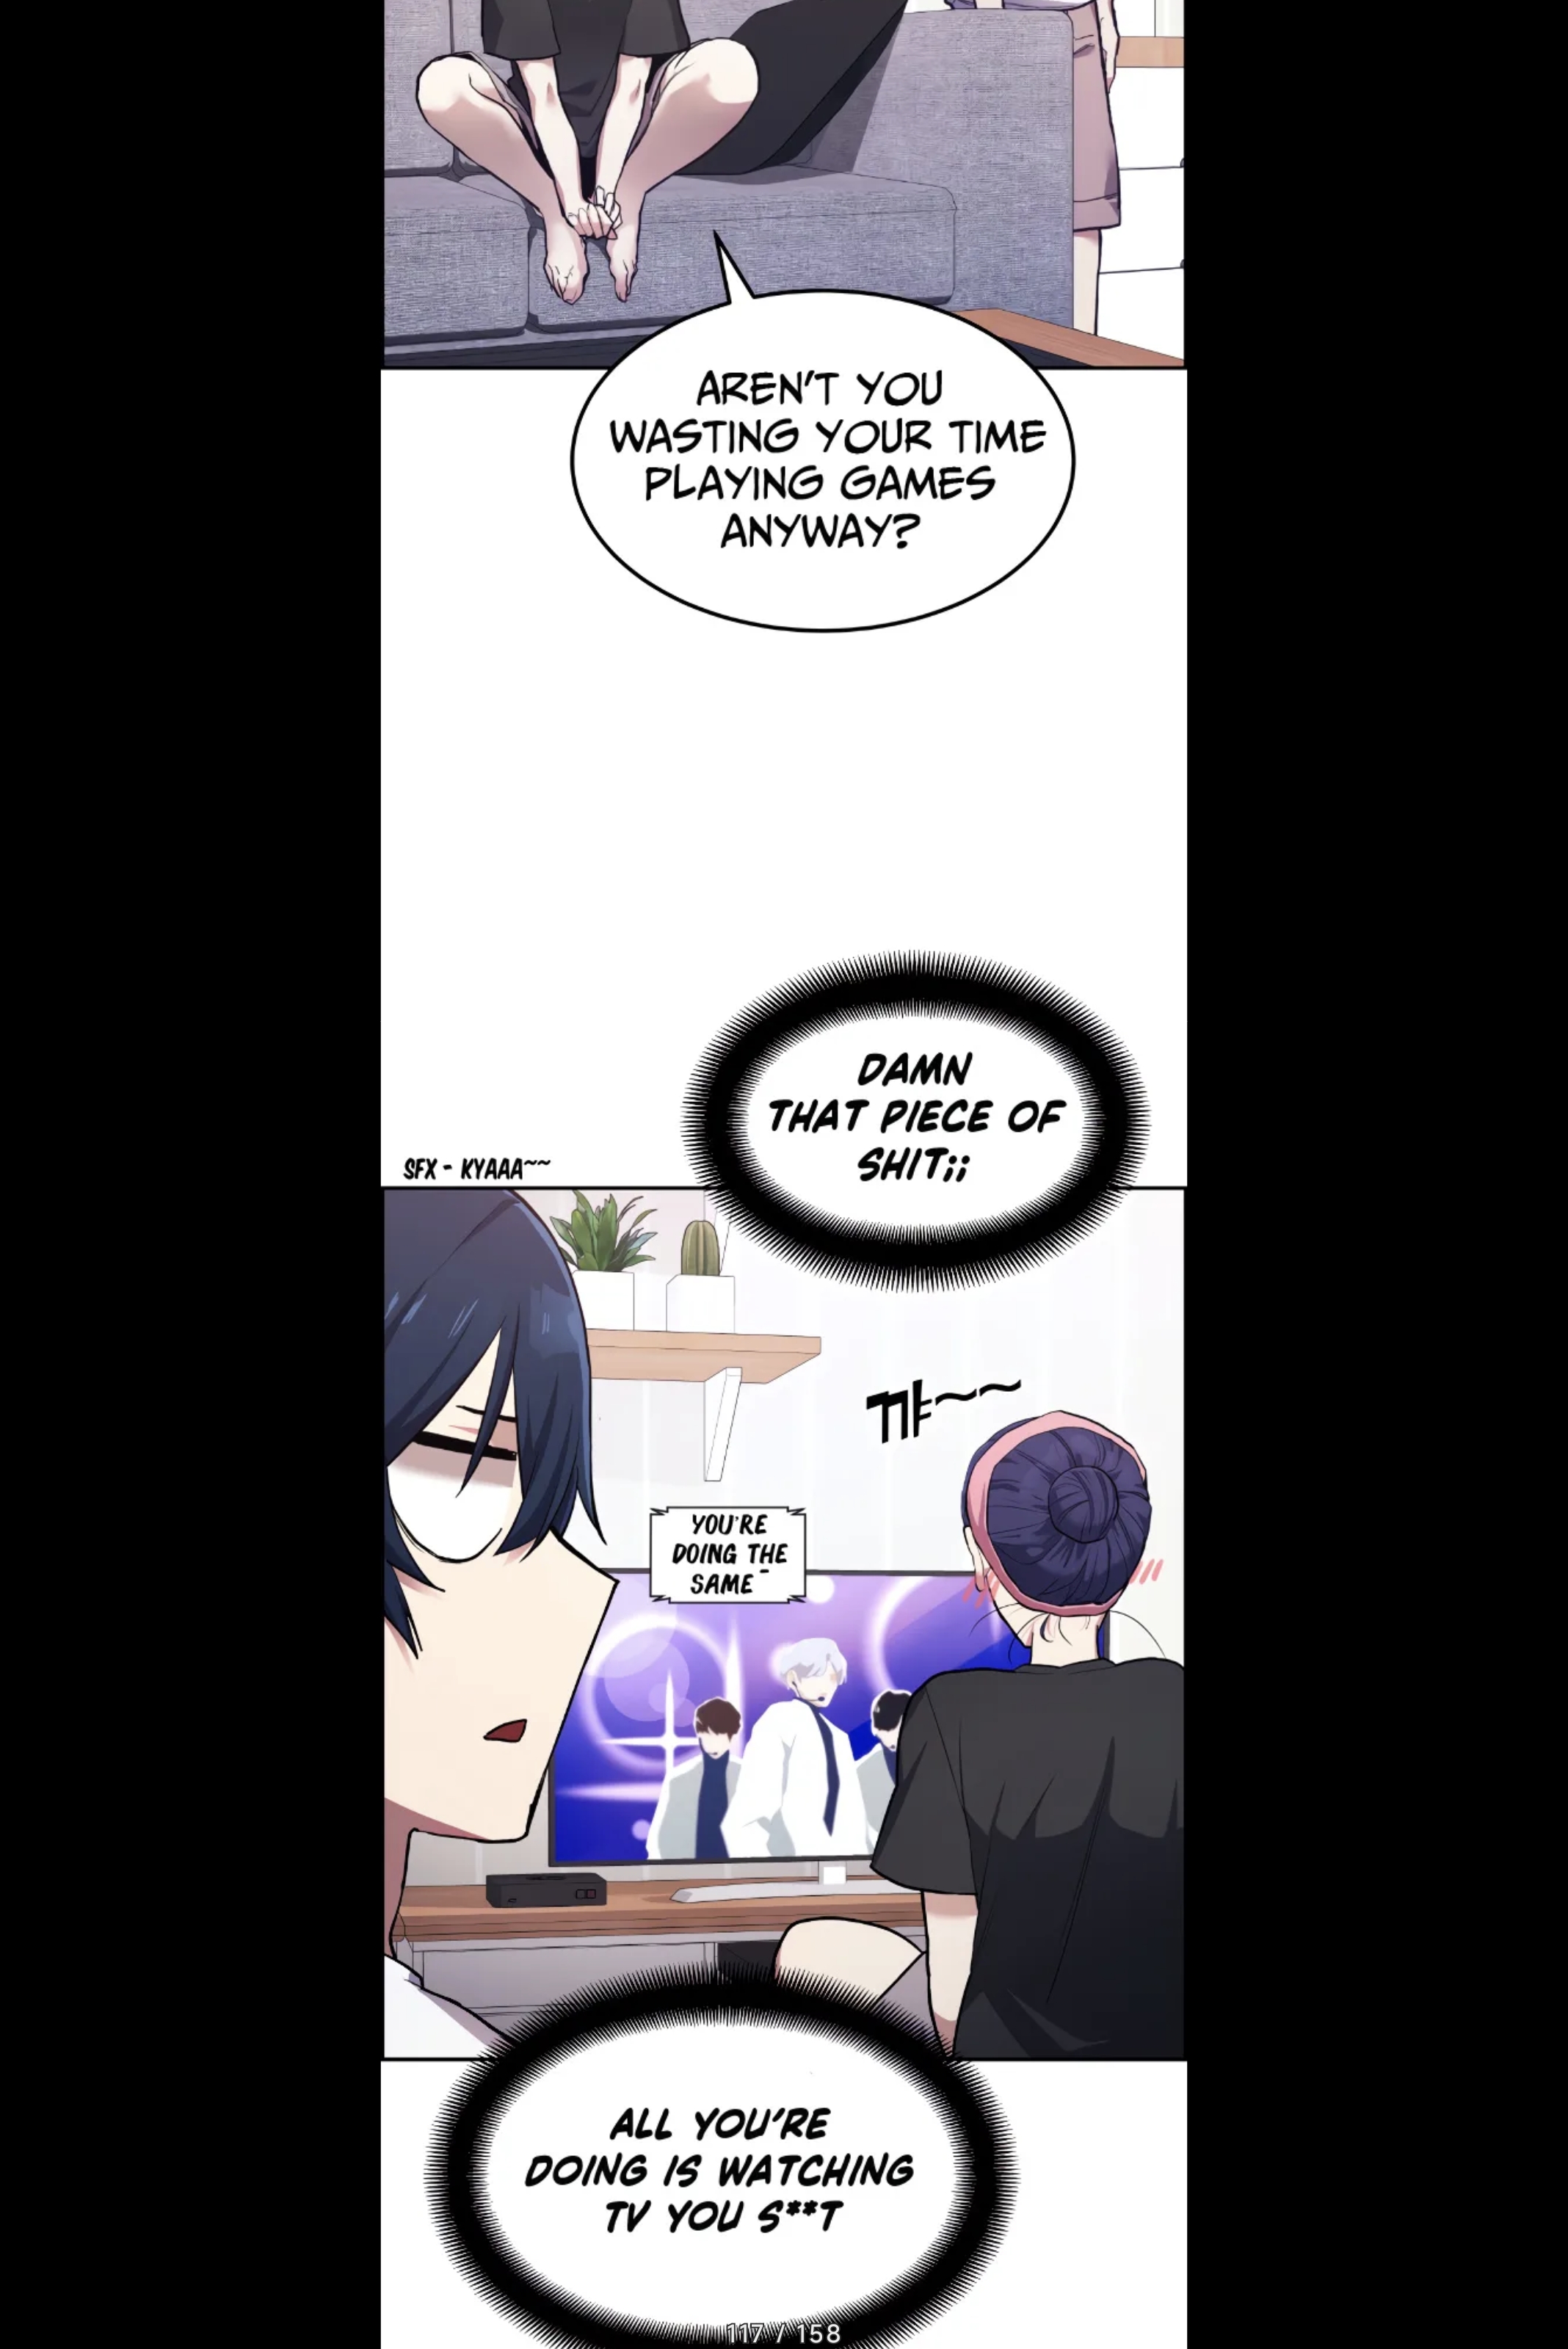 AREN'T YOU
WASTING YOUR TIME
PLAYING GAMES
ANYWAY?
DAMN
THAT PIECE OF
SHIT;;
SFX - KYAAA~~
꺄~~
YOU'RE
DOING THE
SAME-
ALL YOU'RE
DOING IS WATCHING
TV YOU S**T
117 / 158